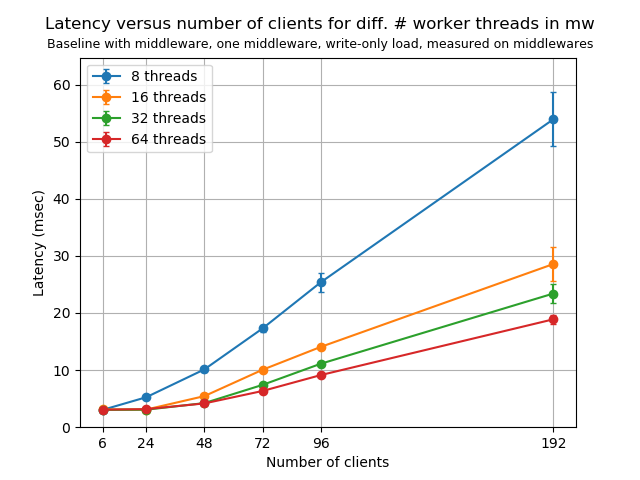 Latency versus number of clients for diff. # worker threads in mw
Baseline with middleware, one middleware, write-only load, measured on middlewares
8 threads
16 threads
32 threads
64 threads
Latency (msec)
60
50
40
30
20
10
0
6 24 48 72 96 192
Number of clients